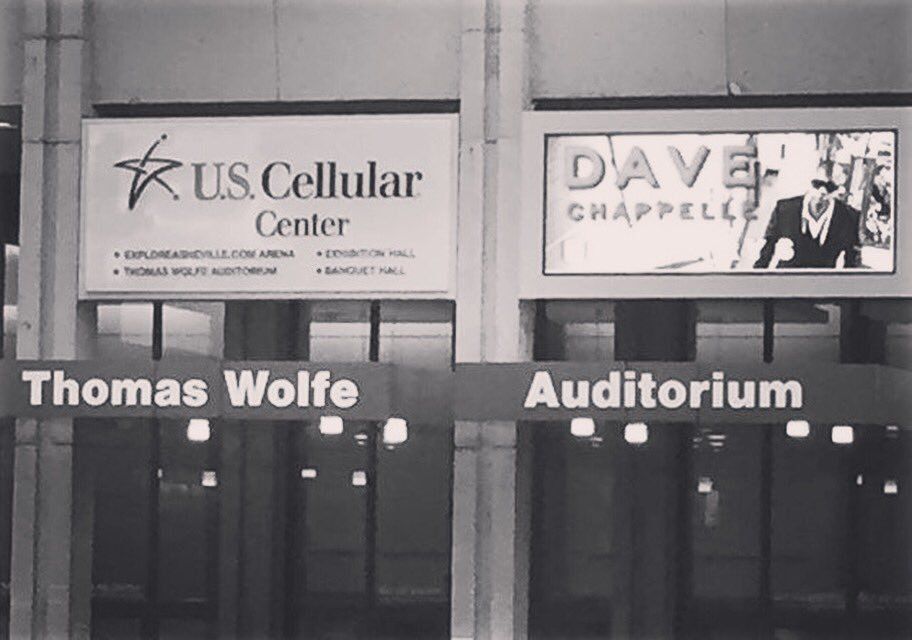 U.S. Cellular
Center
• EXPLOREASHEVILLE.COM ARENA
• THOMAS WOLFE AUDITORIUM
• EXHIBITION HALL
• BANQUET HALL
DAVE
CHAPPELLE
Thomas Wolfe Auditorium